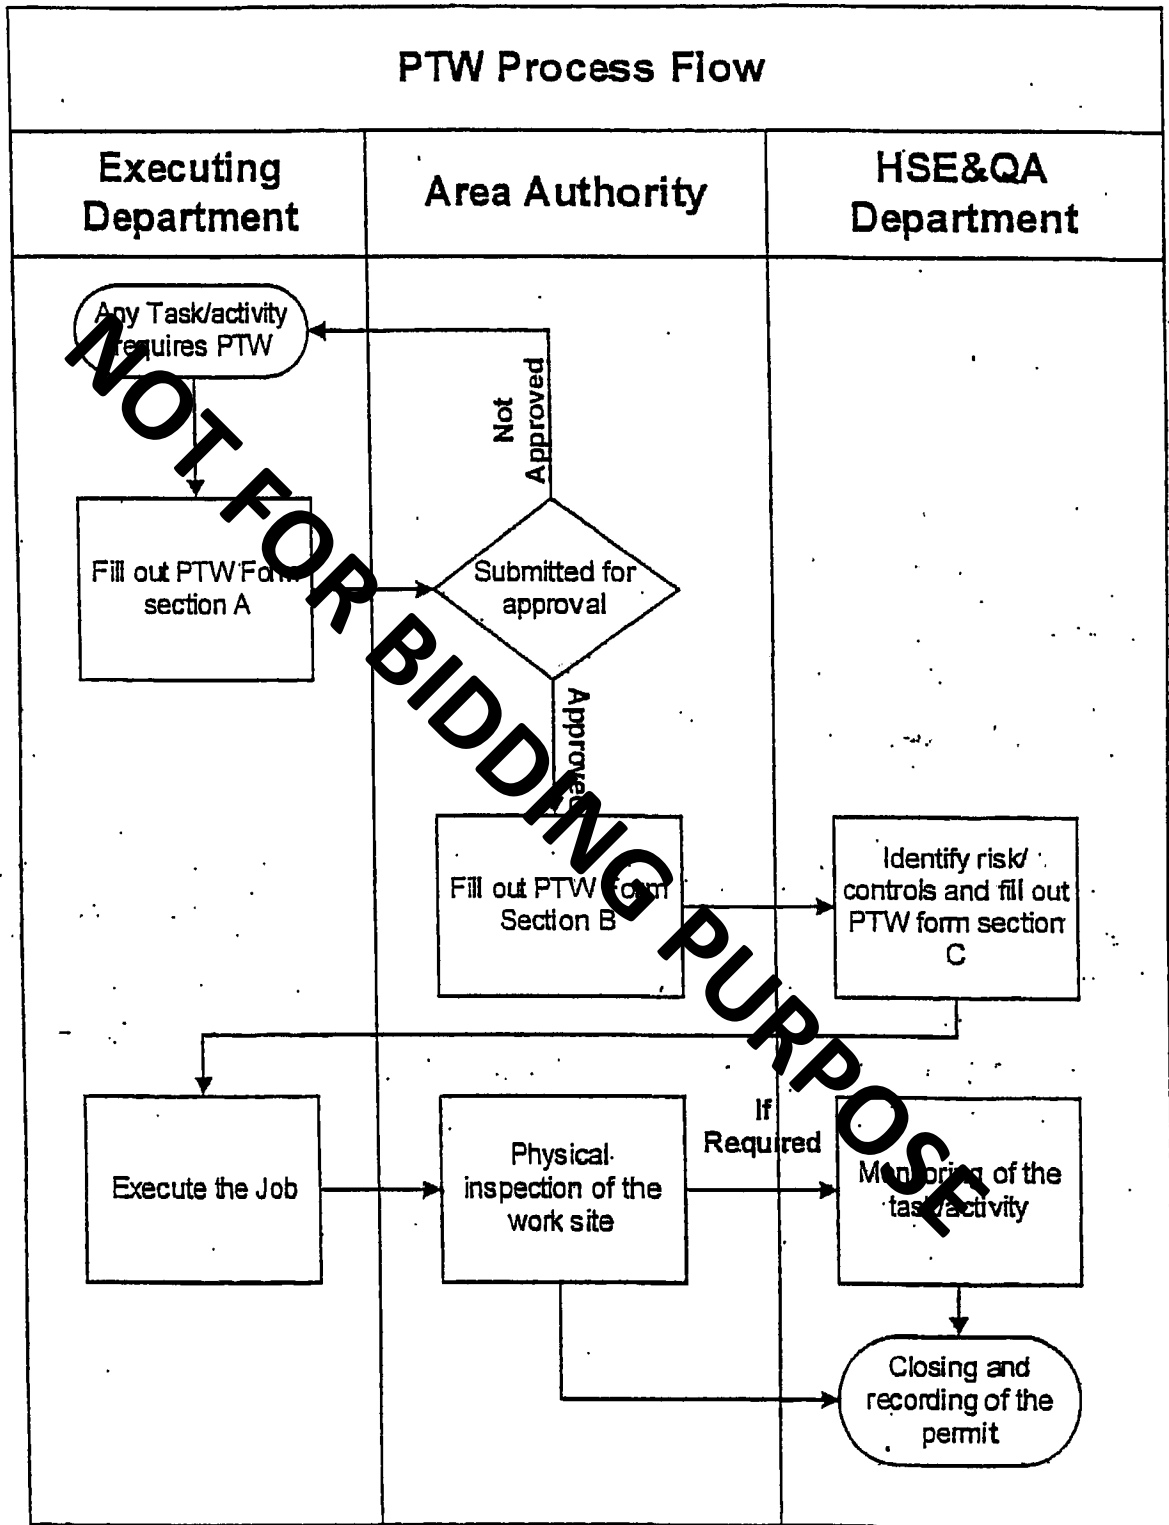 PTW Process Flow
Executing
Department
Area Authority
HSE&QA
Department
Any Task/activity
requires PTW
Not
Approved
Fill out PTW Form
section A
Submitted for
approval
Approved
Fill out PTW Form
Section B
Identify risk/
controls and fill out
PTW form section
C
Execute the Job
Physical
inspection of the
work site
If
Required
Monitoring of the
task/activity
Closing and
recording of the
permit
NOT FOR BIDDING PURPOSE